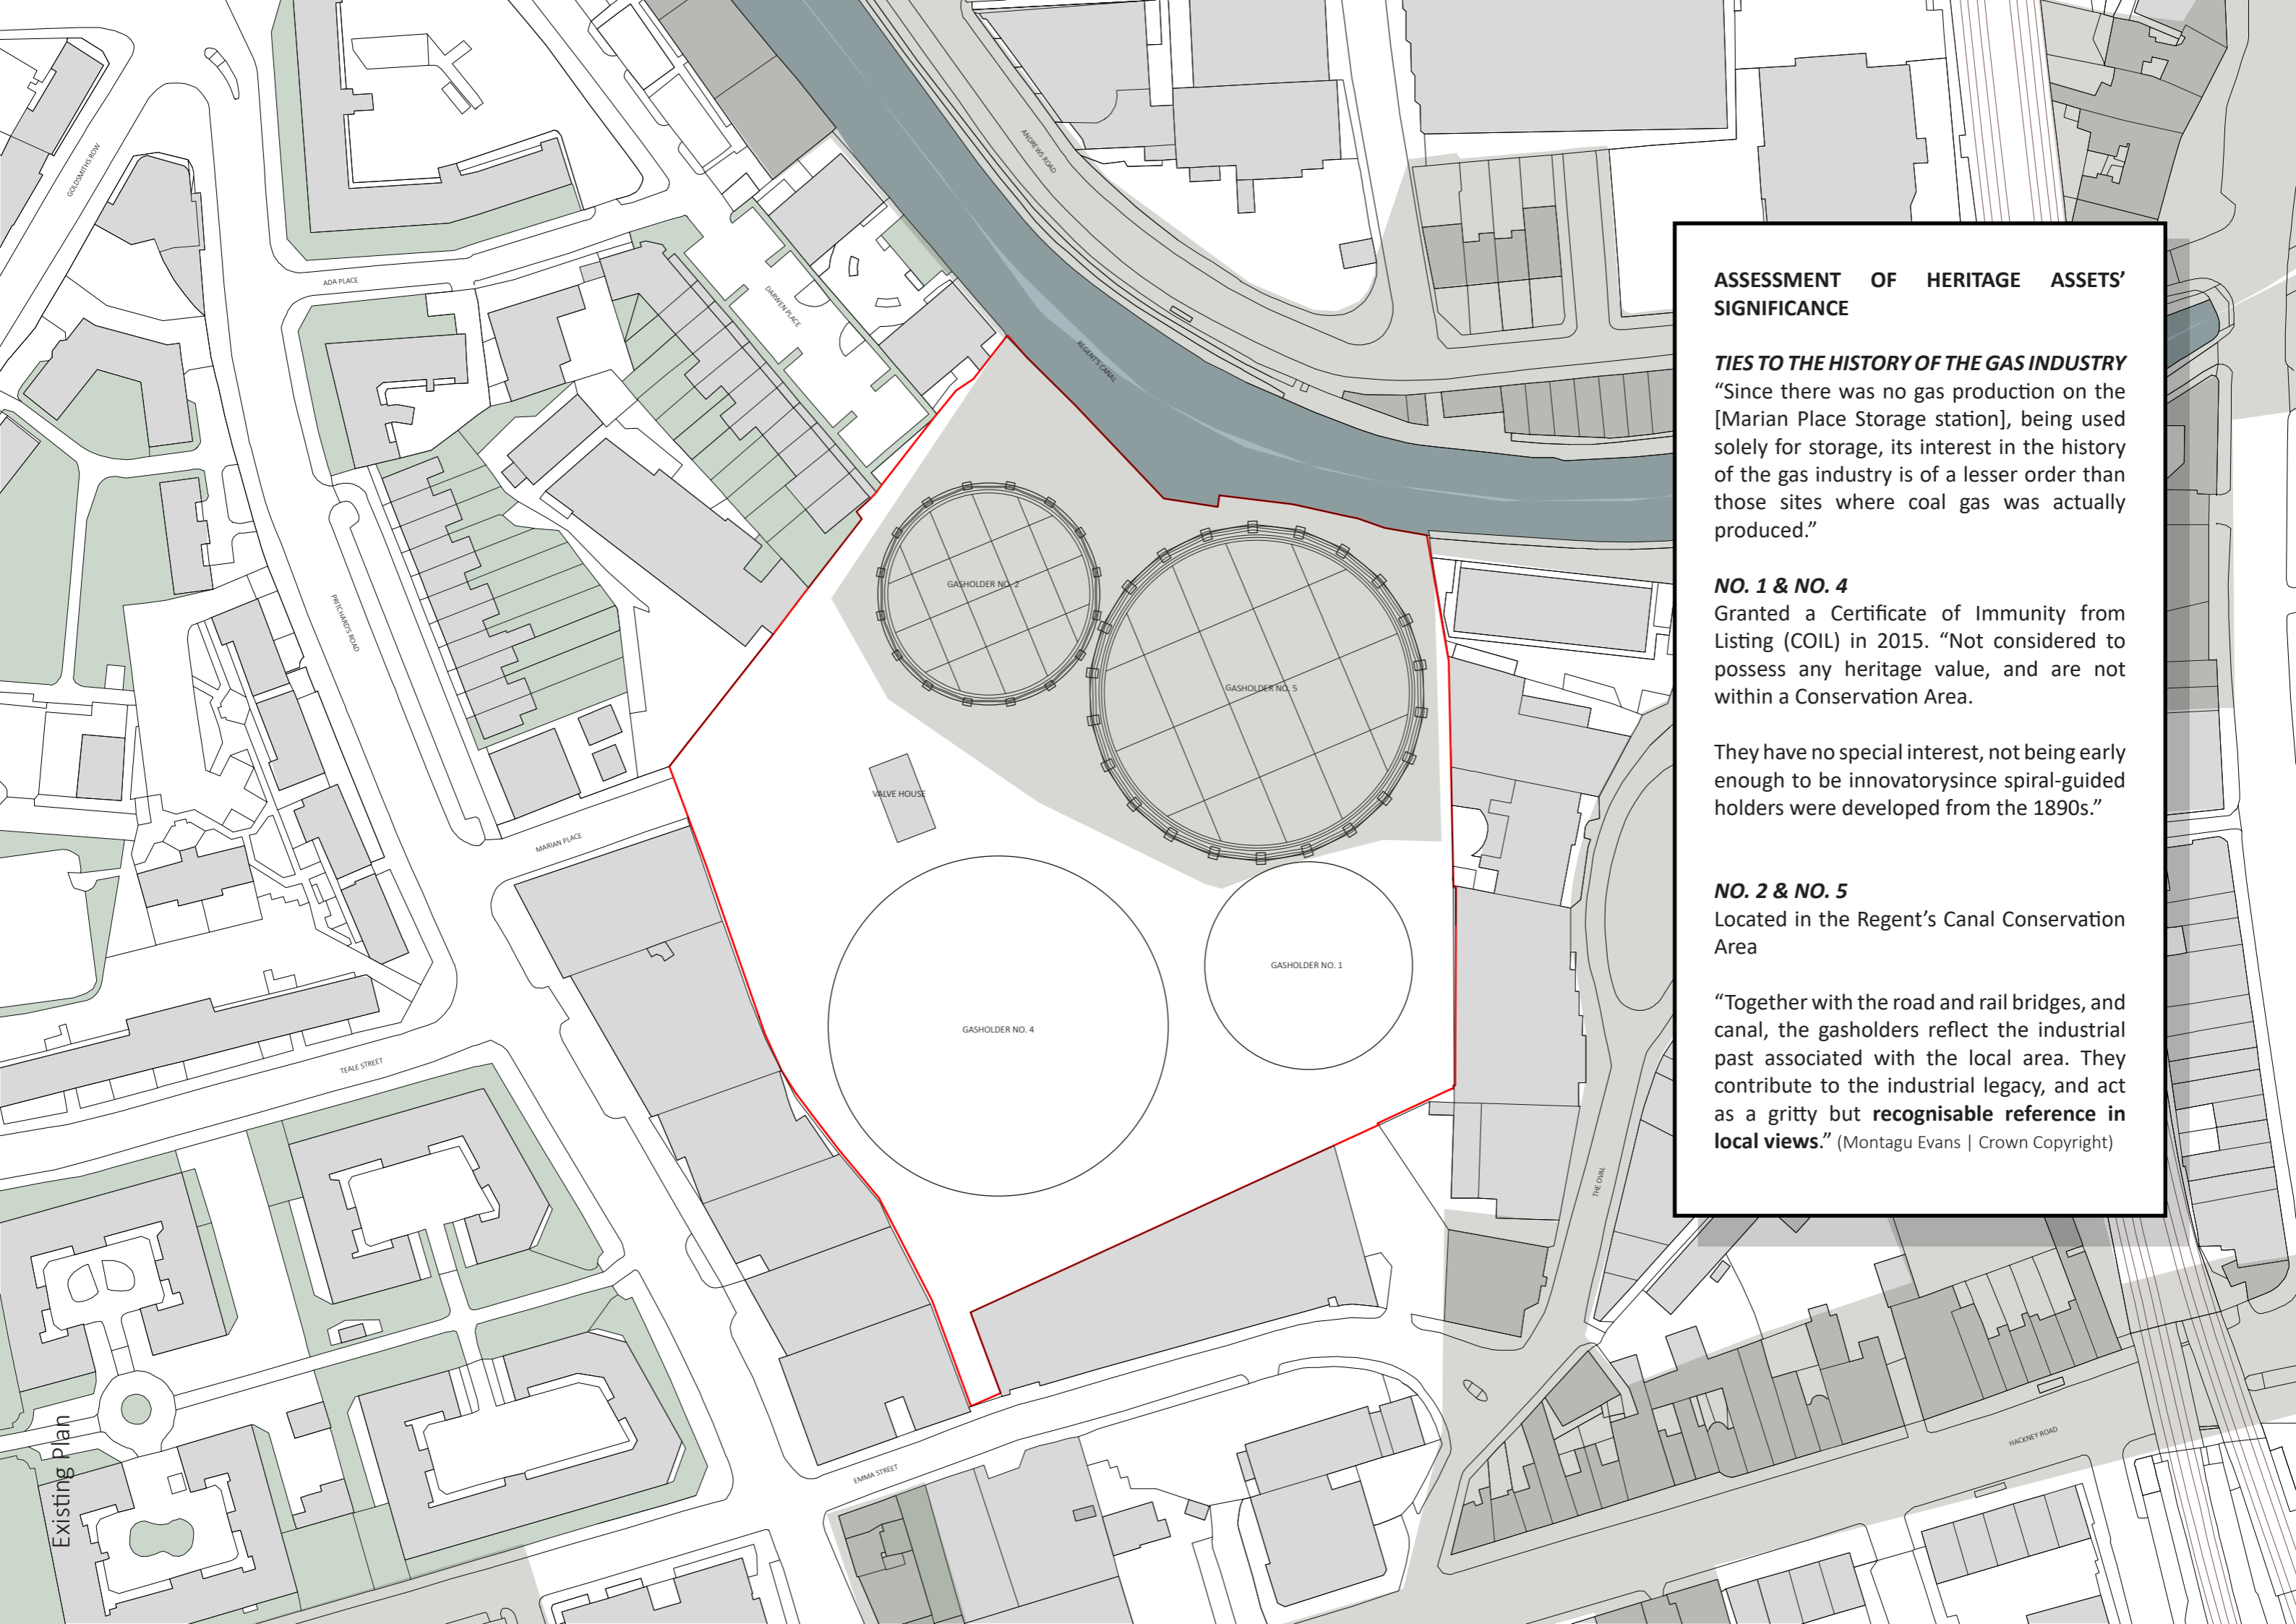 GOLDSMITHS ROW
ADA PLACE
DARWEN PLACE
ANDREWS ROAD
REGENT'S CANAL
PRITCHARD'S ROAD
GASHOLDER NO. 2
GASHOLDER NO. 5
VALVE HOUSE
MARIAN PLACE
GASHOLDER NO. 1
GASHOLDER NO. 4
TEALE STREET
THE OVAL
EMMA STREET
HACKNEY ROAD
Existing Plan
ASSESSMENT OF HERITAGE ASSETS’
SIGNIFICANCE
TIES TO THE HISTORY OF THE GAS INDUSTRY
“Since there was no gas production on the
[Marian Place Storage station], being used
solely for storage, its interest in the history
of the gas industry is of a lesser order than
those sites where coal gas was actually
produced.”
NO. 1 & NO. 4
Granted a Certificate of Immunity from
Listing (COIL) in 2015. “Not considered to
possess any heritage value, and are not
within a Conservation Area.
They have no special interest, not being early
enough to be innovatorysince spiral-guided
holders were developed from the 1890s.”
NO. 2 & NO. 5
Located in the Regent’s Canal Conservation
Area
“Together with the road and rail bridges, and
canal, the gasholders reflect the industrial
past associated with the local area. They
contribute to the industrial legacy, and act
as a gritty but recognisable reference in
local views.” (Montagu Evans | Crown Copyright)